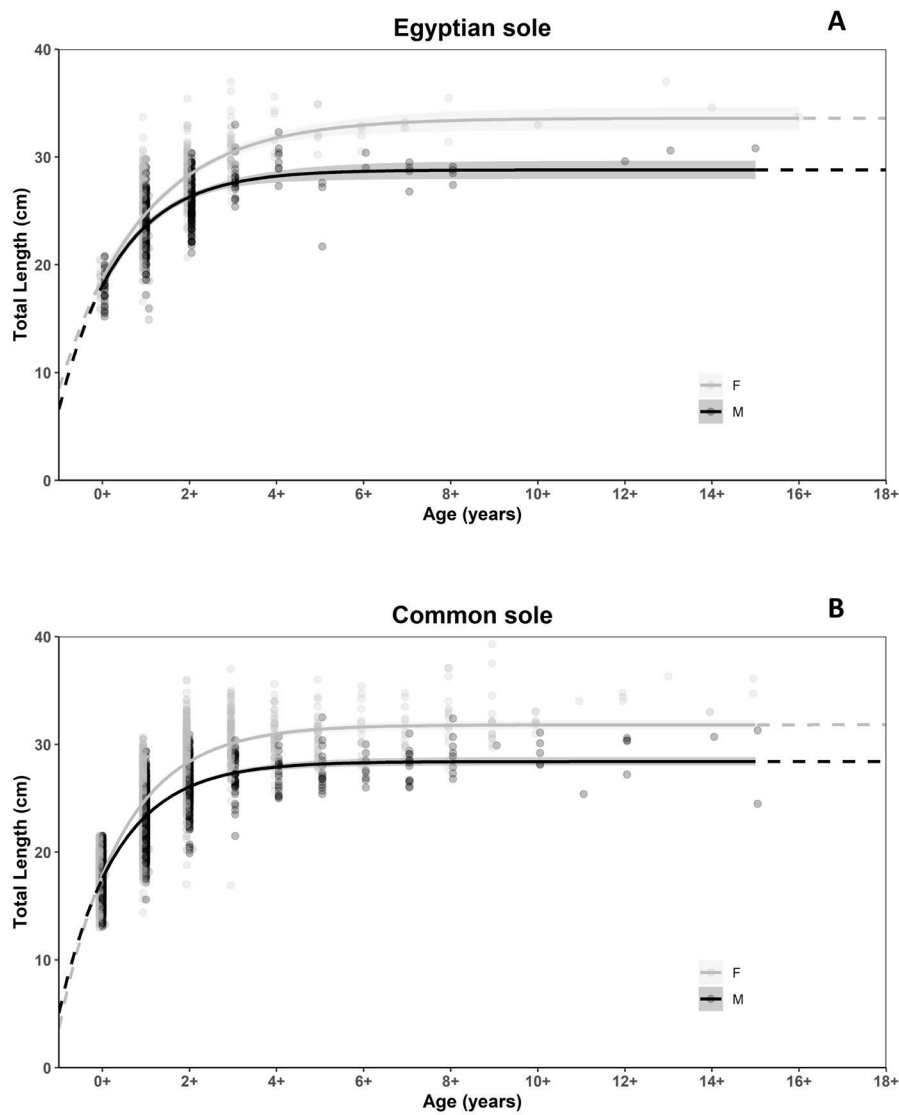 Egyptian sole
A
40
30
20
10
0
Total Length (cm)
F
M
0+ 2+ 4+ 6+ 8+ 10+ 12+ 14+ 16+ 18+
Age (years)
Common sole
B
40
30
20
10
0
Total Length (cm)
F
M
0+ 2+ 4+ 6+ 8+ 10+ 12+ 14+ 16+ 18+
Age (years)